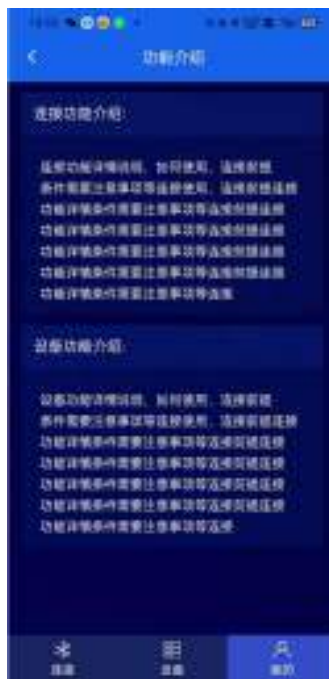 功能介绍
连接功能介绍
连接功能详情说明、如何使用、连接前提
条件需要注意事项等连接使用、连接前提连接
功能详情条件需要注意事项等连接前提连接
功能详情条件需要注意事项等连接前提连接
功能详情条件需要注意事项等连接前提连接
功能详情条件需要注意事项等连接前提连接
功能详情条件需要注意事项等连接
设备功能介绍
设备功能详情说明、如何使用、连接前提
条件需要注意事项等连接使用、连接前提连接
功能详情条件需要注意事项等连接前提连接
功能详情条件需要注意事项等连接前提连接
功能详情条件需要注意事项等连接前提连接
功能详情条件需要注意事项等连接前提连接
功能详情条件需要注意事项等连接
连接
设备
我的